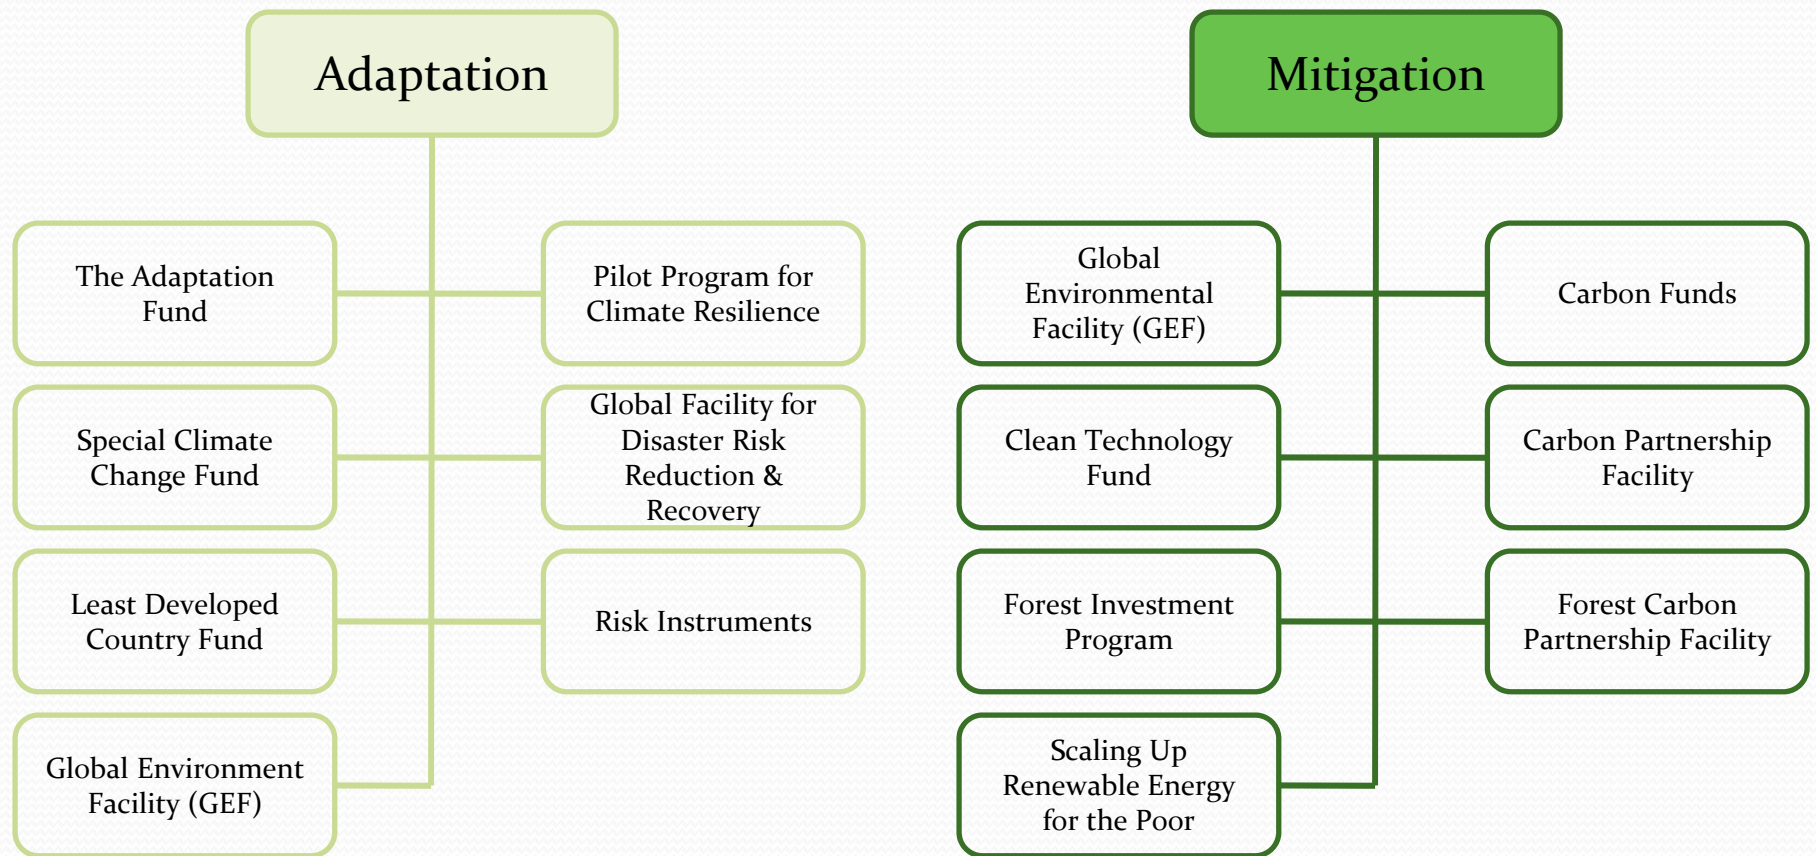 Adaptation
The Adaptation
Fund
Pilot Program for
Climate Resilience
Special Climate
Change Fund
Global Facility for
Disaster Risk
Reduction &
Recovery
Least Developed
Country Fund
Risk Instruments
Global Environment
Facility (GEF)
Mitigation
Global
Environmental
Facility (GEF)
Carbon Funds
Clean Technology
Fund
Carbon Partnership
Facility
Forest Investment
Program
Forest Carbon
Partnership Facility
Scaling Up
Renewable Energy
for the Poor